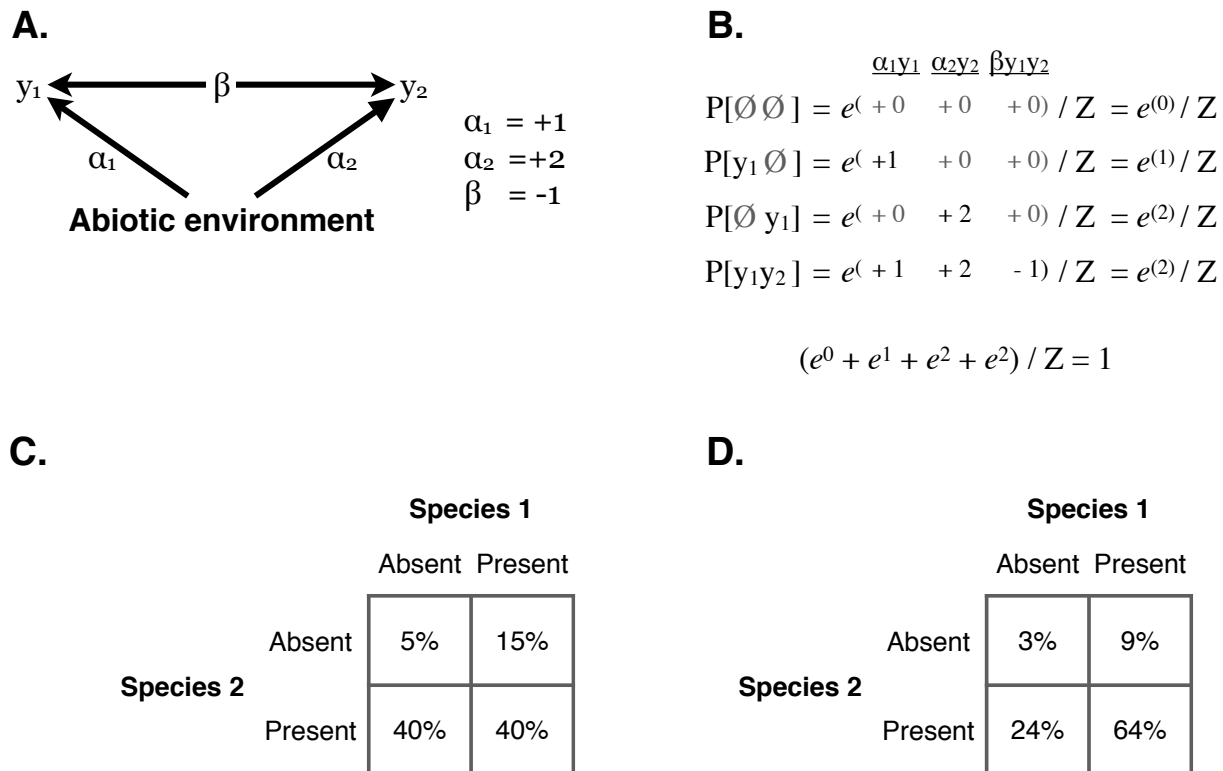 A.
y₁ β y₂
α₁ α₂
Abiotic environment
α₁ = +1
α₂ =+2
β = -1
B.
α₁y₁ α₂y₂ βy₁y₂
P[Ø Ø ] = e( + 0 + 0 + 0) / Z = e⁽⁰⁾ / Z
P[y₁ Ø ] = e( +1 + 0 + 0) / Z = e⁽¹⁾ / Z
P[Ø y₁] = e( + 0 + 2 + 0) / Z = e⁽²⁾ / Z
P[y₁y₂ ] = e( + 1 + 2 - 1) / Z = e⁽²⁾ / Z
(e⁰ + e¹ + e² + e²) / Z = 1
C.
Species 1
Absent Present
Absent 5% 15%
Species 2
Present 40% 40%
D.
Species 1
Absent Present
Absent 3% 9%
Species 2
Present 24% 64%